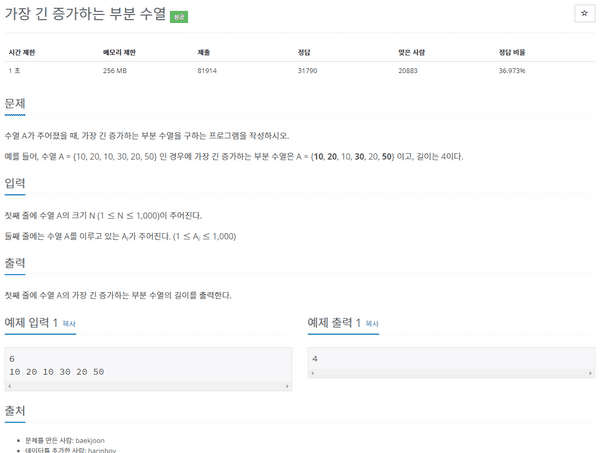 가장 긴 증가하는 부분 수열 성공
☆
시간 제한 메모리 제한 제출 정답 맞은 사람 정답 비율
1 초 256 MB 81914 31790 20883 36.973%
문제
수열 A가 주어졌을 때, 가장 긴 증가하는 부분 수열을 구하는 프로그램을 작성하시오.
예를 들어, 수열 A = {10, 20, 10, 30, 20, 50} 인 경우에 가장 긴 증가하는 부분 수열은 A = {10, 20, 10, 30, 20, 50} 이고, 길이는 4이다.
입력
첫째 줄에 수열 A의 크기 N (1 ≤ N ≤ 1,000)이 주어진다.
둘째 줄에는 수열 A를 이루고 있는 Ai가 주어진다. (1 ≤ Ai ≤ 1,000)
출력
첫째 줄에 수열 A의 가장 긴 증가하는 부분 수열의 길이를 출력한다.
예제 입력 1 복사
6
10 20 10 30 20 50
예제 출력 1 복사
4
출처
문제를 만든 사람: baekjoon
데이터를 추가한 사람: harinboy